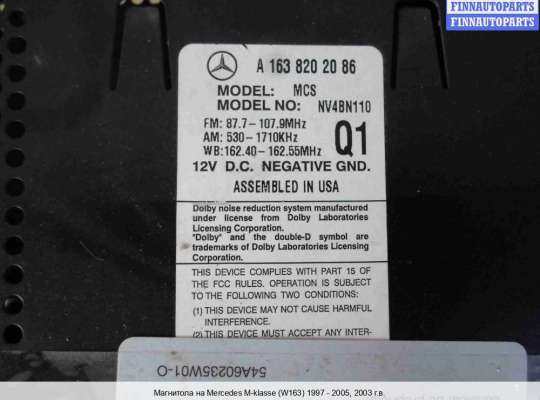 FINNAUTOPARTS
FINNAUTOPARTS
A 163 820 20 86
MODEL: MCS
MODEL NO: NV4BN110
FM: 87.7-107.9MHz
AM: 530-1710KHz
WB: 162.40-162.55MHz
Q1
12V D.C. NEGATIVE GND.
ASSEMBLED IN USA
Dolby noise reduction system manufactured
under license from Dolby Laboratories
Licensing Corporation.
"Dolby" and the double-D symbol are
trademarks of Dolby Laboratories Licensing
Corporation.
THIS DEVICE COMPLIES WITH PART 15 OF
THE FCC RULES. OPERATION IS SUBJECT
TO THE FOLLOWING TWO CONDITIONS:
(1) THIS DEVICE MAY NOT CAUSE HARMFUL
INTERFERENCE.
(2) THIS DEVICE MUST ACCEPT ANY INTER-
54A60235W01-O
Магнитола на Mercedes M-klasse (W163) 1997 - 2005, 2003 г.в.